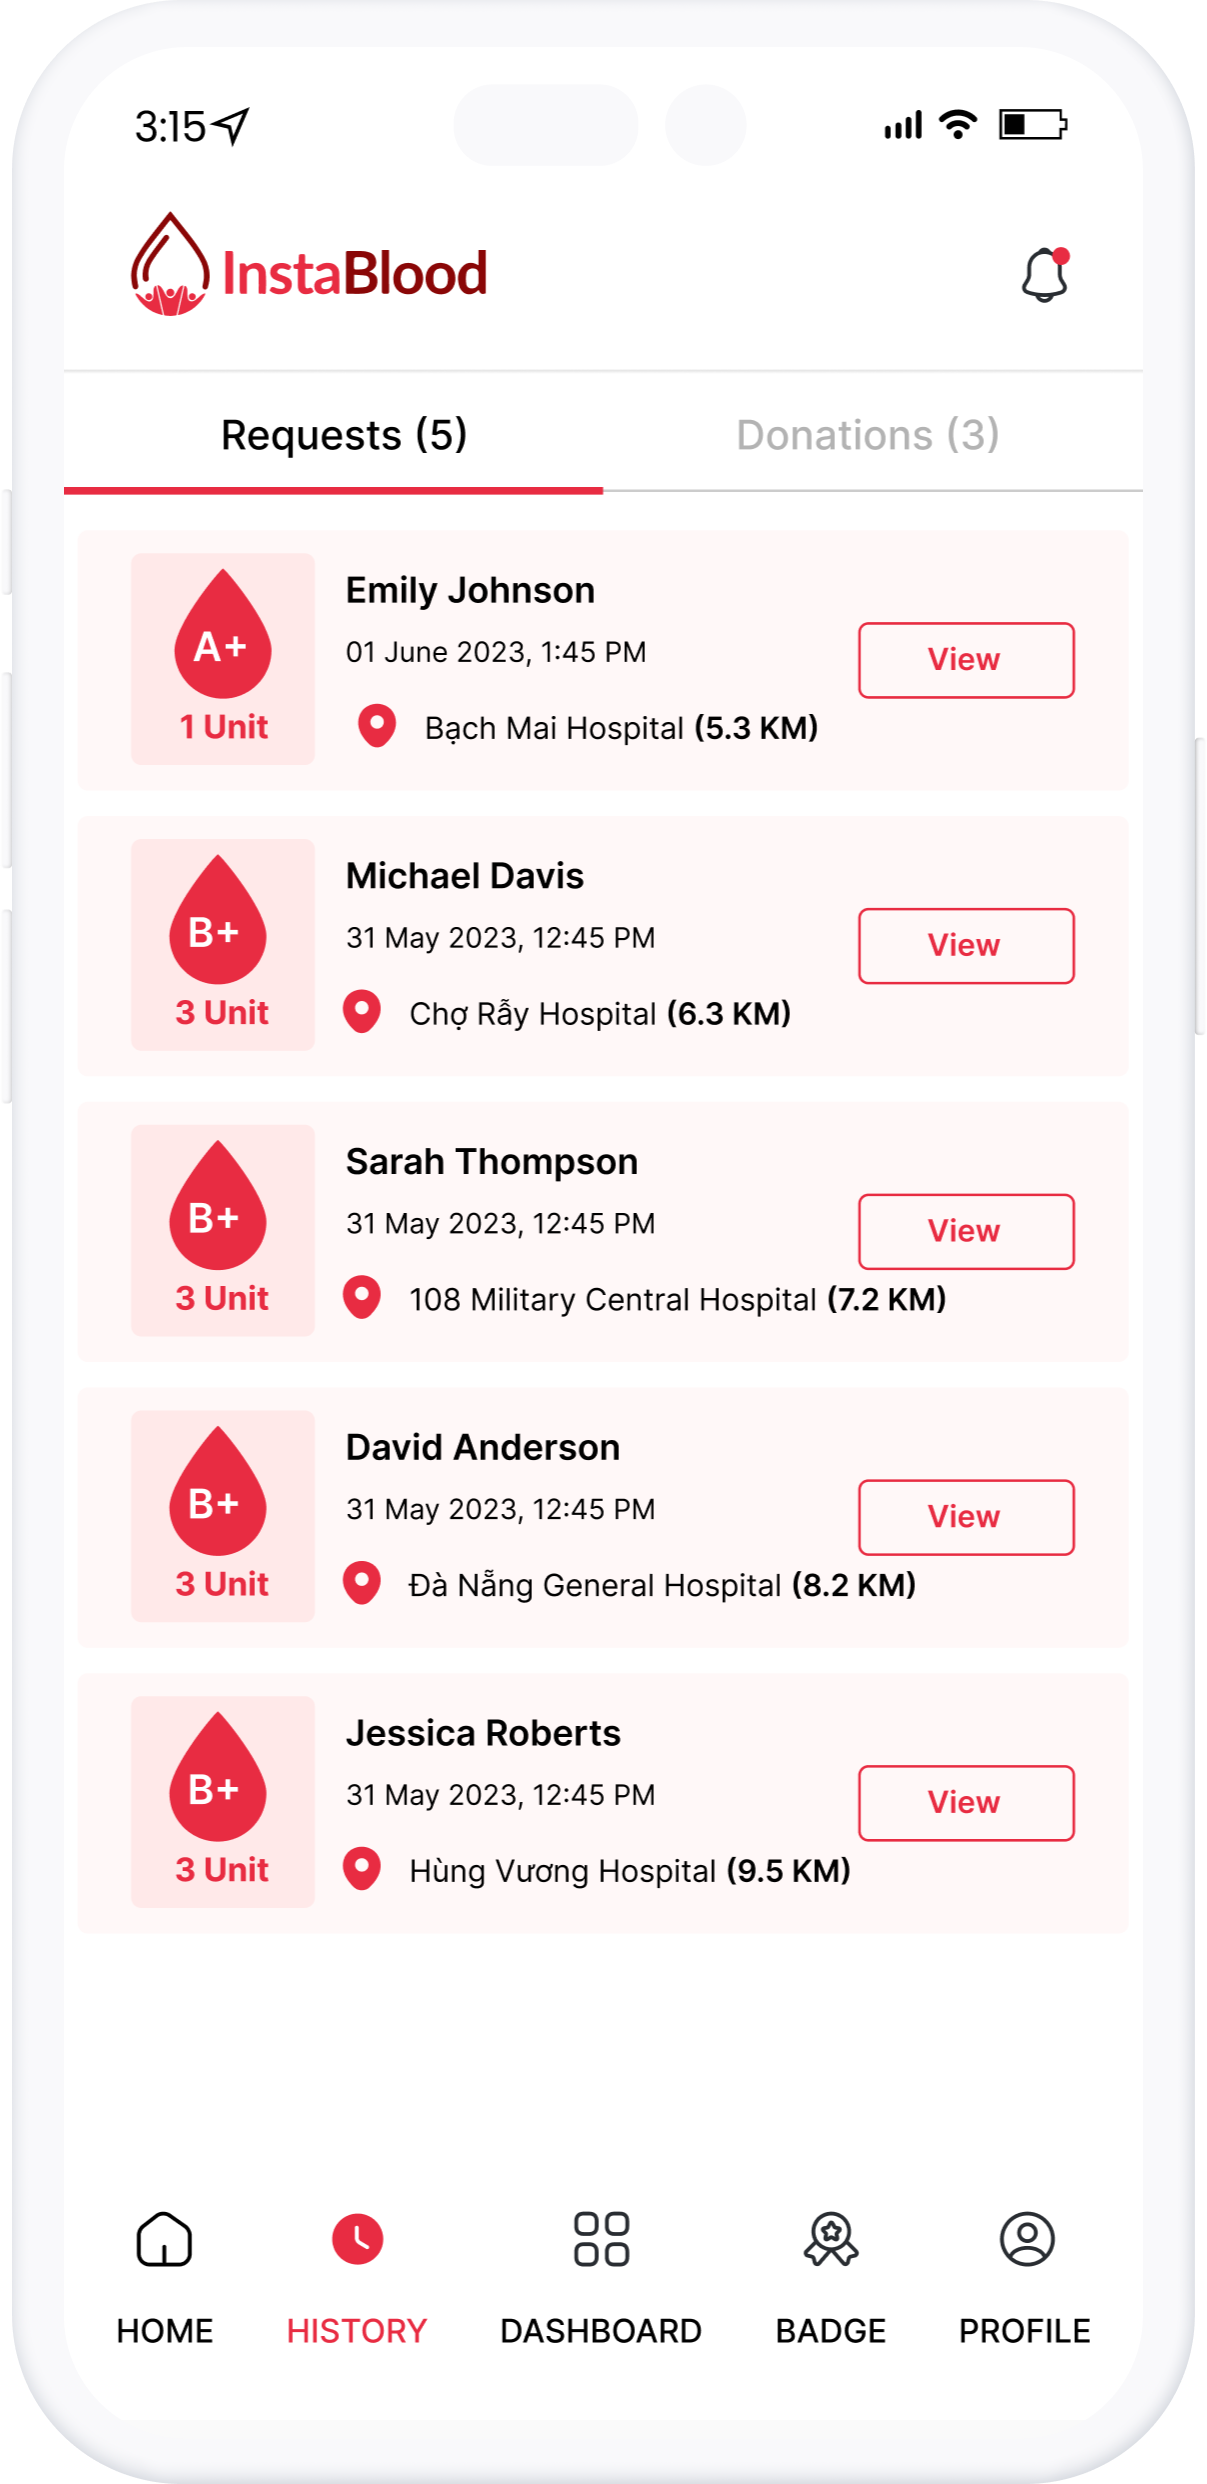 3:15
InstaBlood
Requests (5)
Donations (3)
A+
1 Unit
Emily Johnson
01 June 2023, 1:45 PM
Bạch Mai Hospital (5.3 KM)
View
B+
3 Unit
Michael Davis
31 May 2023, 12:45 PM
Chợ Rẫy Hospital (6.3 KM)
View
B+
3 Unit
Sarah Thompson
31 May 2023, 12:45 PM
108 Military Central Hospital (7.2 KM)
View
B+
3 Unit
David Anderson
31 May 2023, 12:45 PM
Đà Nẵng General Hospital (8.2 KM)
View
B+
3 Unit
Jessica Roberts
31 May 2023, 12:45 PM
Hùng Vương Hospital (9.5 KM)
View
HOME
HISTORY
DASHBOARD
BADGE
PROFILE